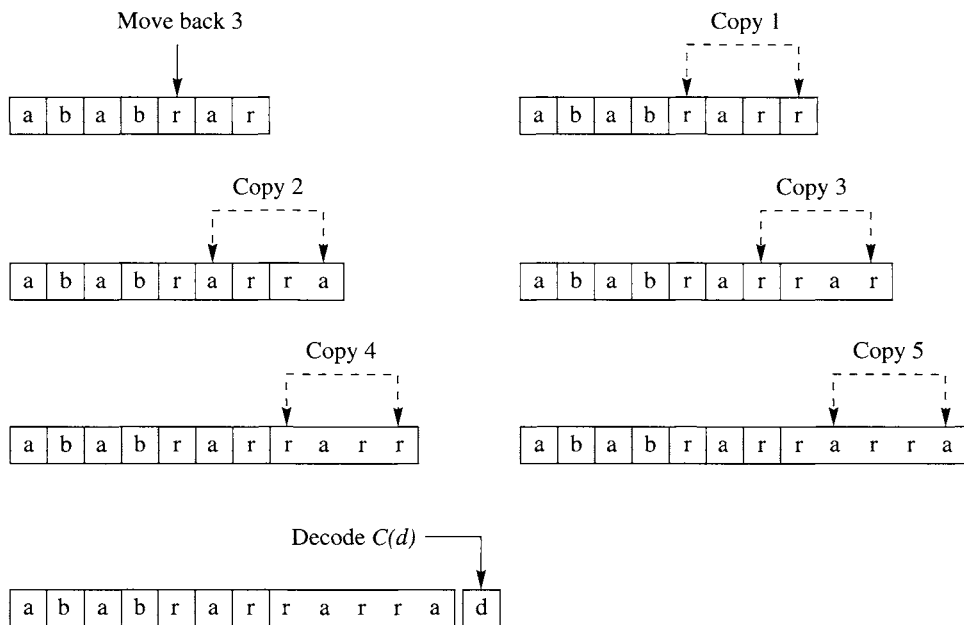 Move back 3
a b a b r a r
Copy 1
a b a b r a r r
Copy 2
a b a b r a r r a
Copy 3
a b a b r a r r a r
Copy 4
a b a b r a r r a r r
Copy 5
a b a b r a r r a r r a
Decode C(d)
a b a b r a r r a r r a d